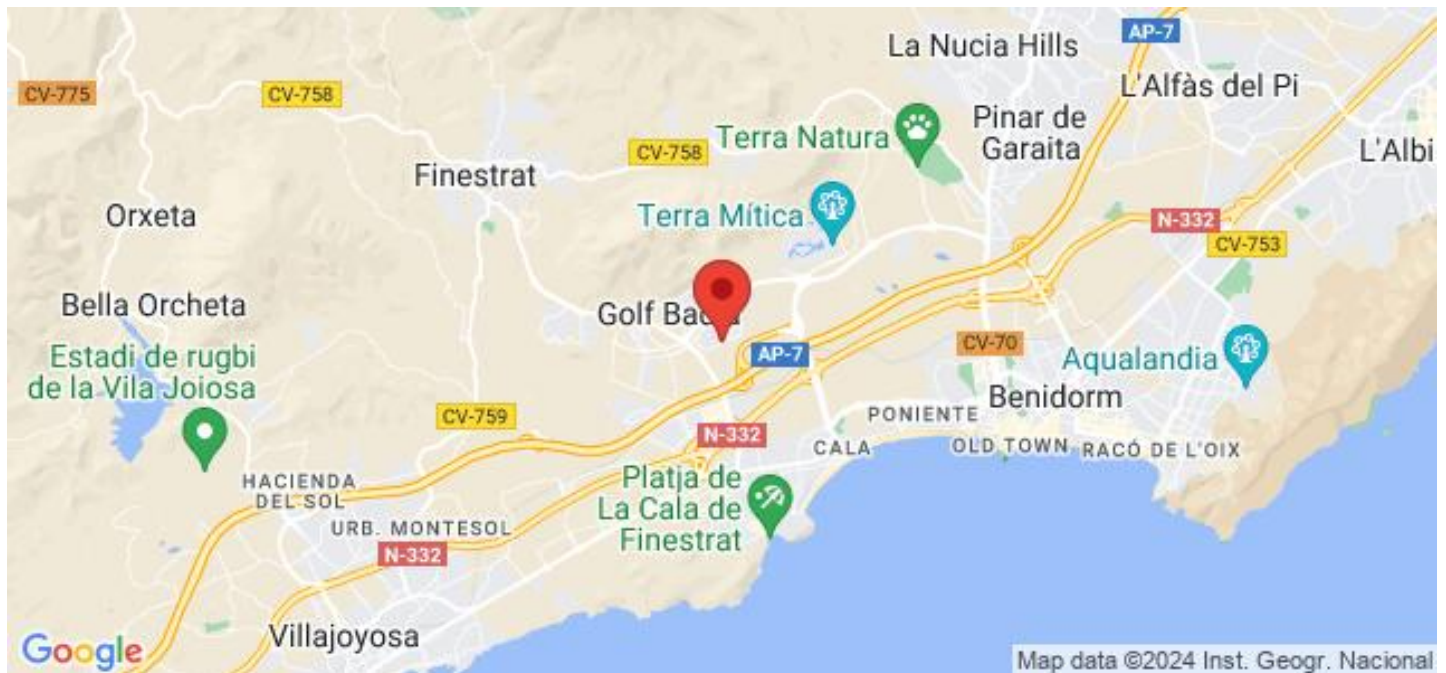 AP-7
La Nucia Hills
L'Alfàs del Pi
CV-775
CV-758
Terra Natura
Pinar de
Garaita
L'Albi
CV-758
Finestrat
Orxeta
Terra Mítica
N-332
CV-753
Bella Orcheta
Golf
Estadi de rugbi
de la Vila Joiosa
AP-7
CV-70
Aqualandia
Benidorm
CV-759
PONIENTE
N-332
CALA
OLD TOWN
RACÓ DE L'OIX
HACIENDA
DEL SOL
Platja de
La Cala de
Finestrat
URB. MONTESOL
N-332
Villajoyosa
Google
Map data ©2024 Inst. Geogr. Nacional